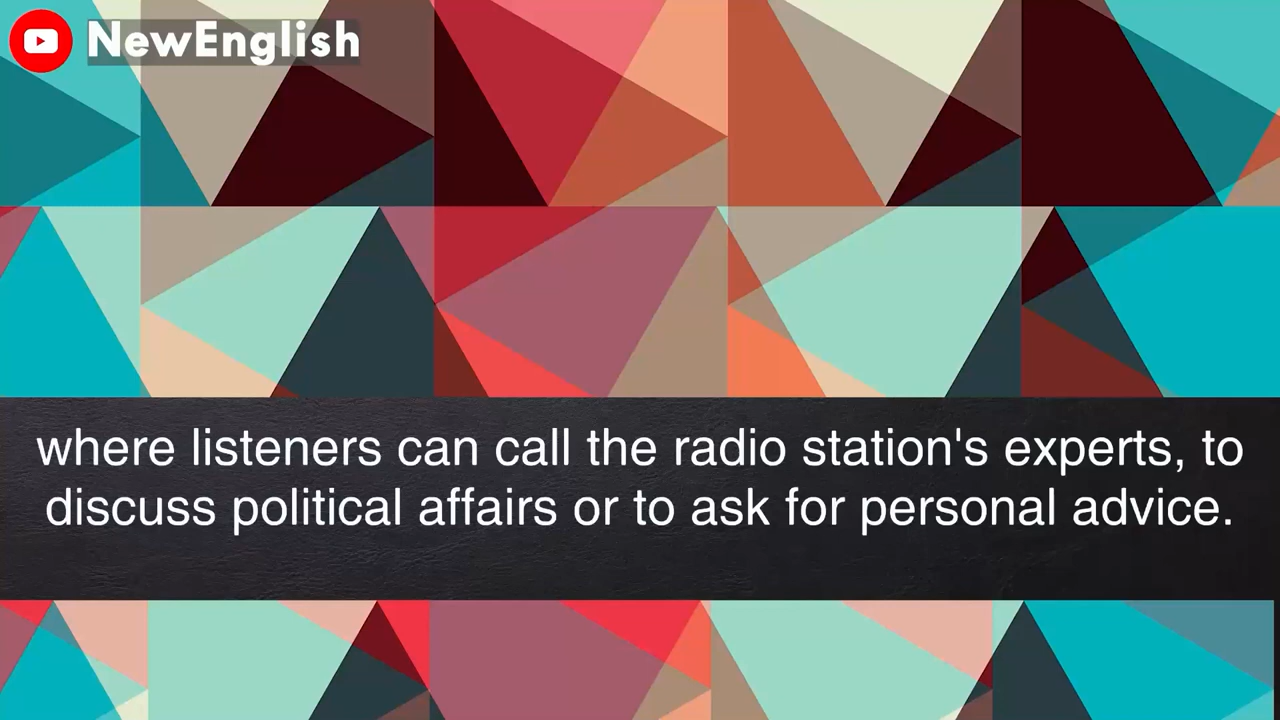 NewEnglish
where listeners can call the radio station's experts, to
discuss political affairs or to ask for personal advice.